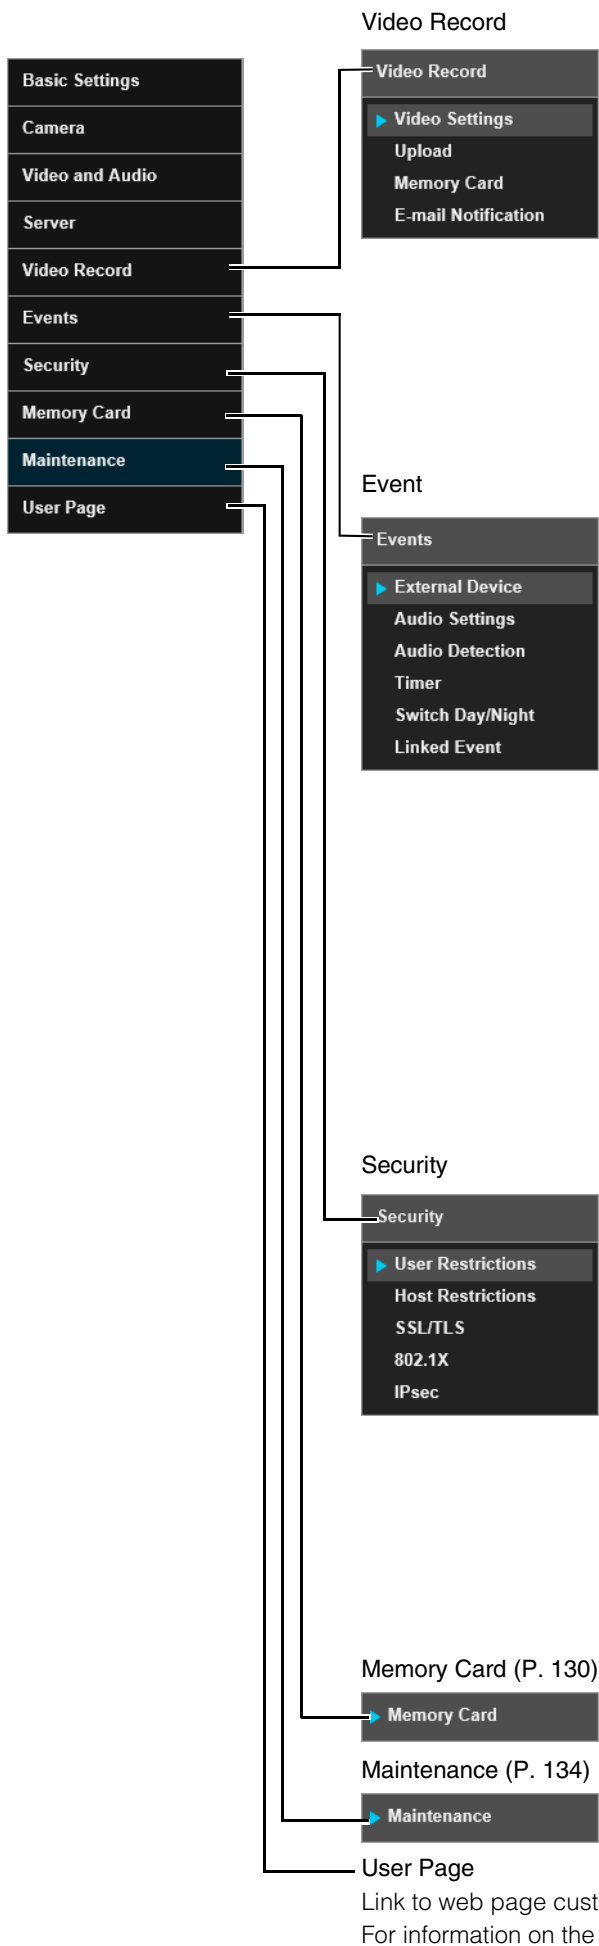 Basic Settings
Camera
Video and Audio
Server
Video Record
Events
Security
Memory Card
Maintenance
User Page
Video Record
Video Record
Video Settings
Upload
Memory Card
E-mail Notification
Event
Events
External Device
Audio Settings
Audio Detection
Timer
Switch Day/Night
Linked Event
Security
Security
User Restrictions
Host Restrictions
SSL/TLS
802.1X
IPsec
Memory Card (P. 130)
Memory Card
Maintenance (P. 134)
Maintenance
User Page
Link to web page cust
For information on the